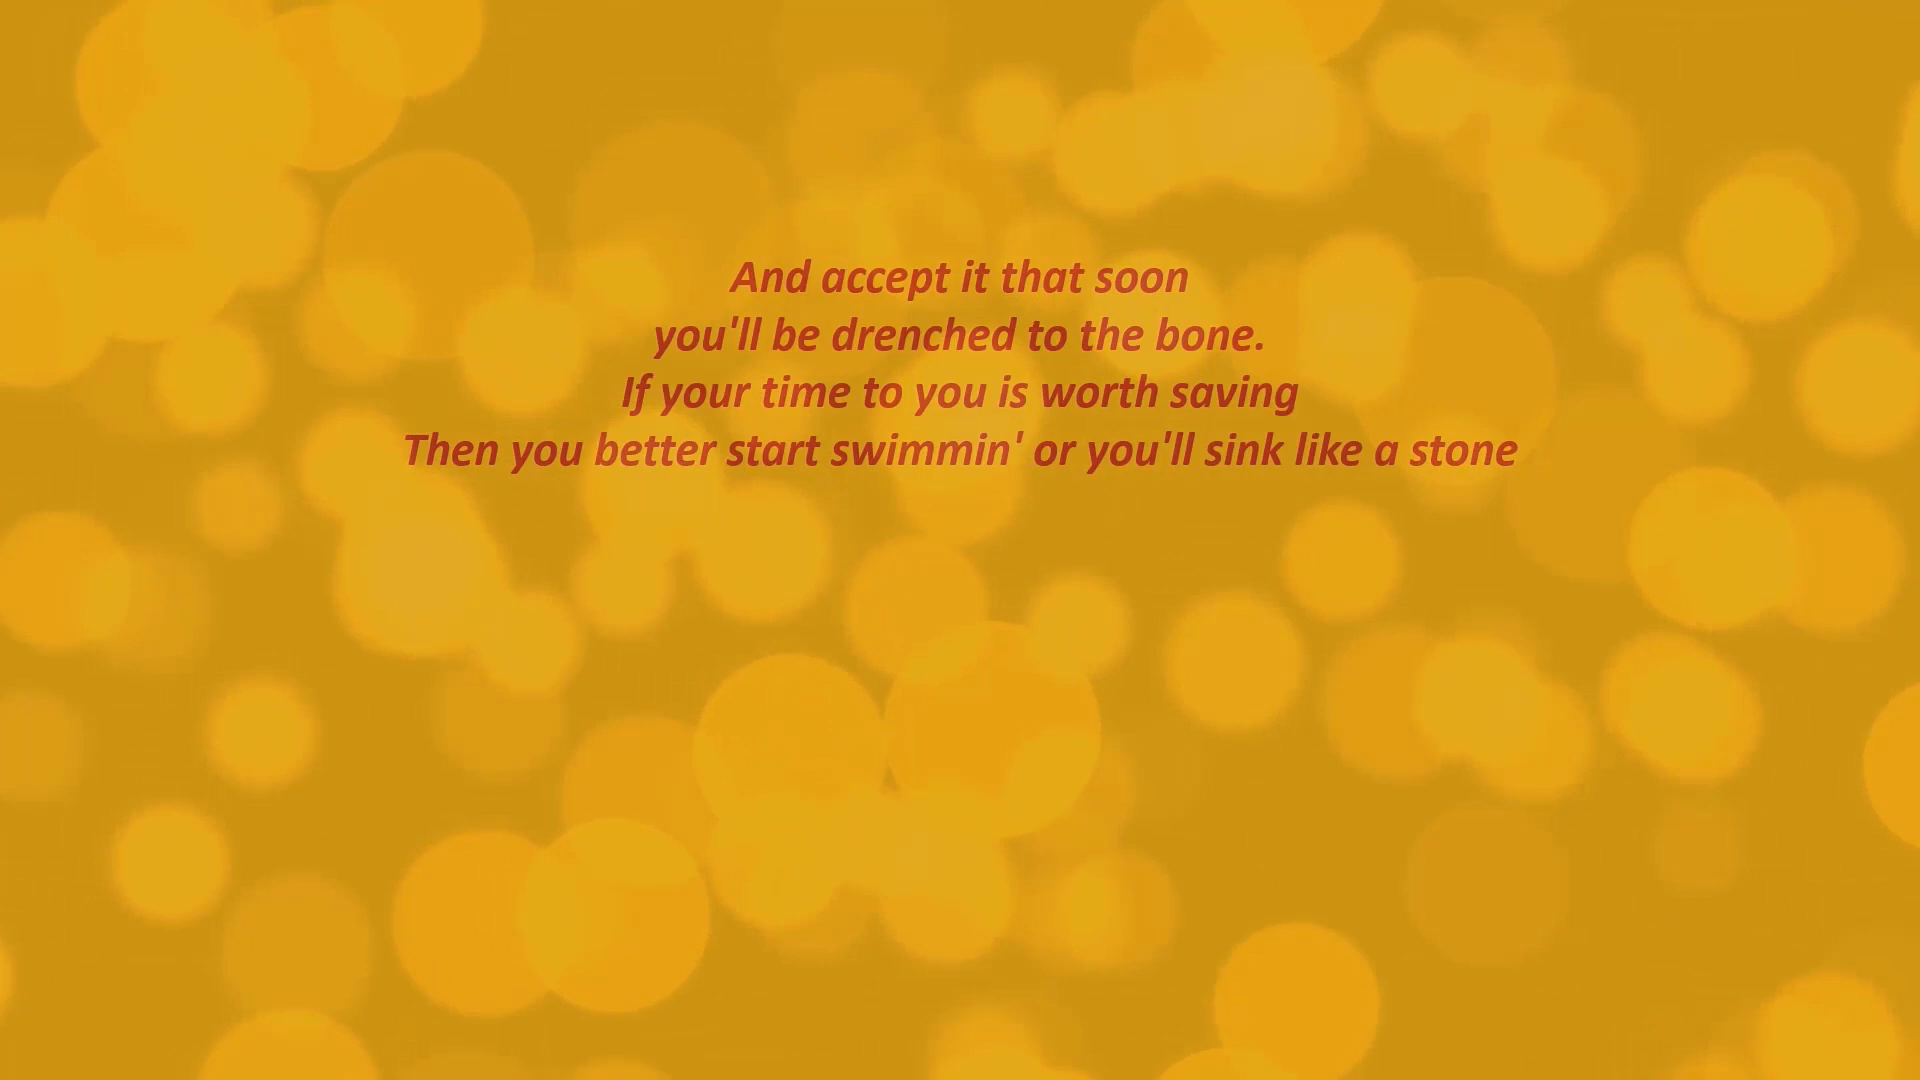 And accept it that soon
you'll be drenched to the bone.
If your time to you is worth saving
Then you better start swimmin' or you'll sink like a stone